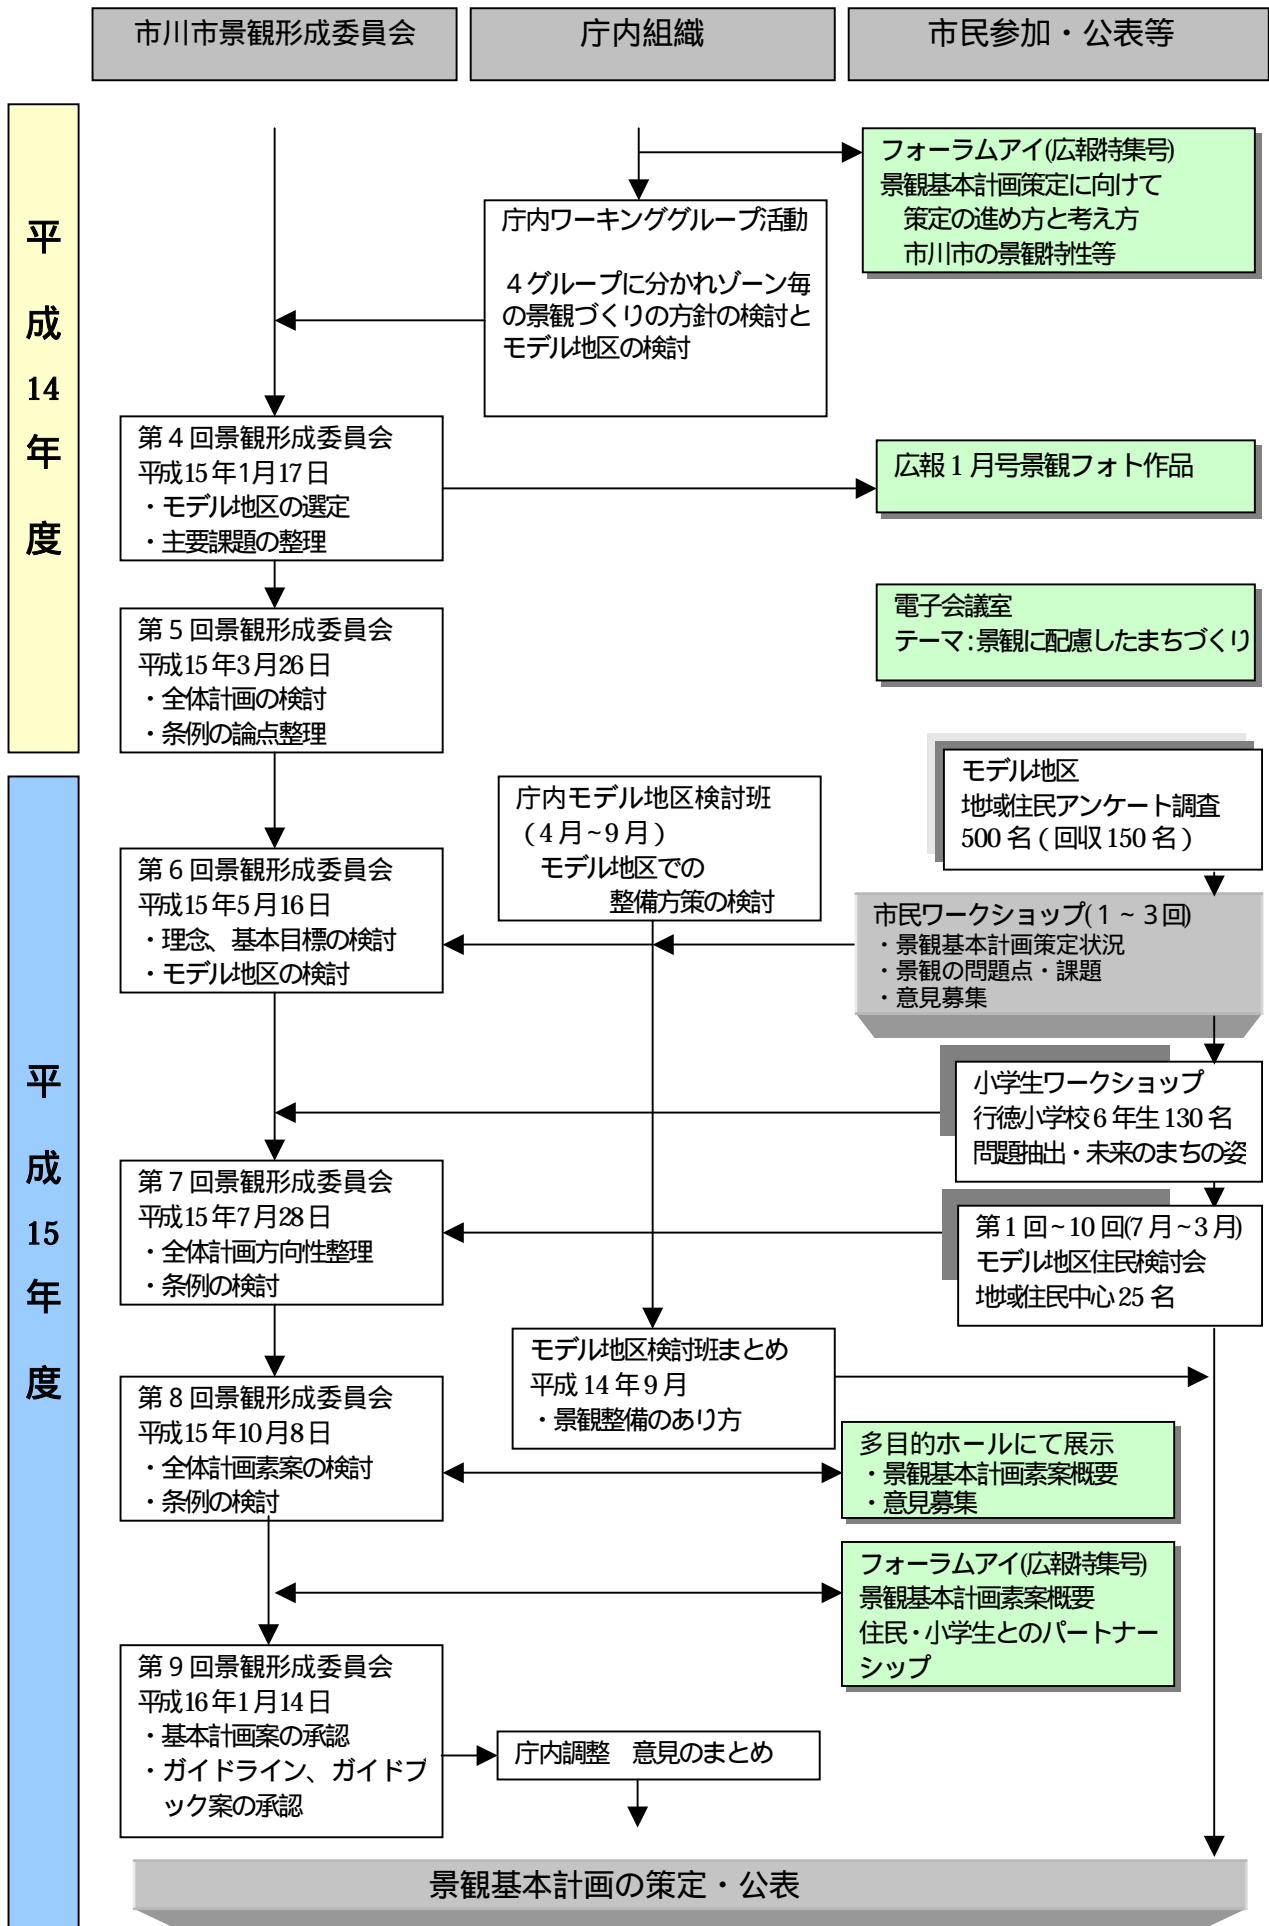 市川市景観形成委員会
庁内組織
市民参加・公表等
平成14年度
フォーラムアイ(広報特集号)
景観基本計画策定に向けて
策定の進め方と考え方
市川市の景観特性等
庁内ワーキンググループ活動
４グループに分かれゾーン毎
の景観づくりの方針の検討と
モデル地区の検討
第４回景観形成委員会
平成15年1月17日
・モデル地区の選定
・主要課題の整理
広報１月号景観フォト作品
電子会議室
テーマ：景観に配慮したまちづくり
第５回景観形成委員会
平成15年3月26日
・全体計画の検討
・条例の論点整理
平成15年度
モデル地区
地域住民アンケート調査
500名（回収150名）
庁内モデル地区検討班
（4月~9月）
モデル地区での
整備方策の検討
第６回景観形成委員会
平成15年5月16日
・理念、基本目標の検討
・モデル地区の検討
市民ワークショップ(１～３回)
・景観基本計画策定状況
・景観の問題点・課題
・意見募集
小学生ワークショップ
行徳小学校6年生130名
問題抽出・未来のまちの姿
第７回景観形成委員会
平成15年7月28日
・全体計画方向性整理
・条例の検討
第1回~10回(7月~3月)
モデル地区住民検討会
地域住民中心25名
モデル地区検討班まとめ
平成14年9月
・景観整備のあり方
第８回景観形成委員会
平成15年10月8日
・全体計画素案の検討
・条例の検討
多目的ホールにて展示
・景観基本計画素案概要
・意見募集
フォーラムアイ(広報特集号)
景観基本計画素案概要
住民・小学生とのパートナー
シップ
第９回景観形成委員会
平成16年1月14日
・基本計画案の承認
・ガイドライン、ガイドブ
ック案の承認
庁内調整　意見のまとめ
景観基本計画の策定・公表